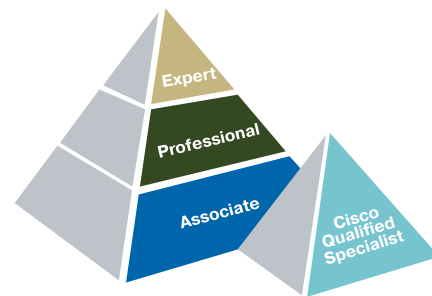 Expert
Professional
Associate
Cisco
Qualified
Specialist